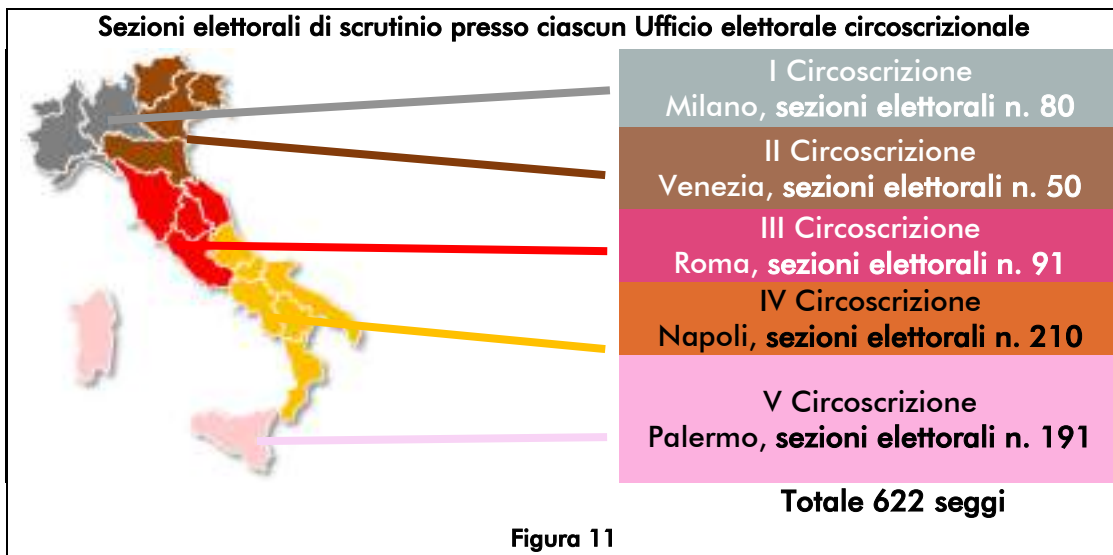 Sezioni elettorali di scrutinio presso ciascun Ufficio elettorale circoscrizionale
I Circoscrizione
Milano, sezioni elettorali n. 80
II Circoscrizione
Venezia, sezioni elettorali n. 50
III Circoscrizione
Roma, sezioni elettorali n. 91
IV Circoscrizione
Napoli, sezioni elettorali n. 210
V Circoscrizione
Palermo, sezioni elettorali n. 191
Totale 622 seggi
Figura 11